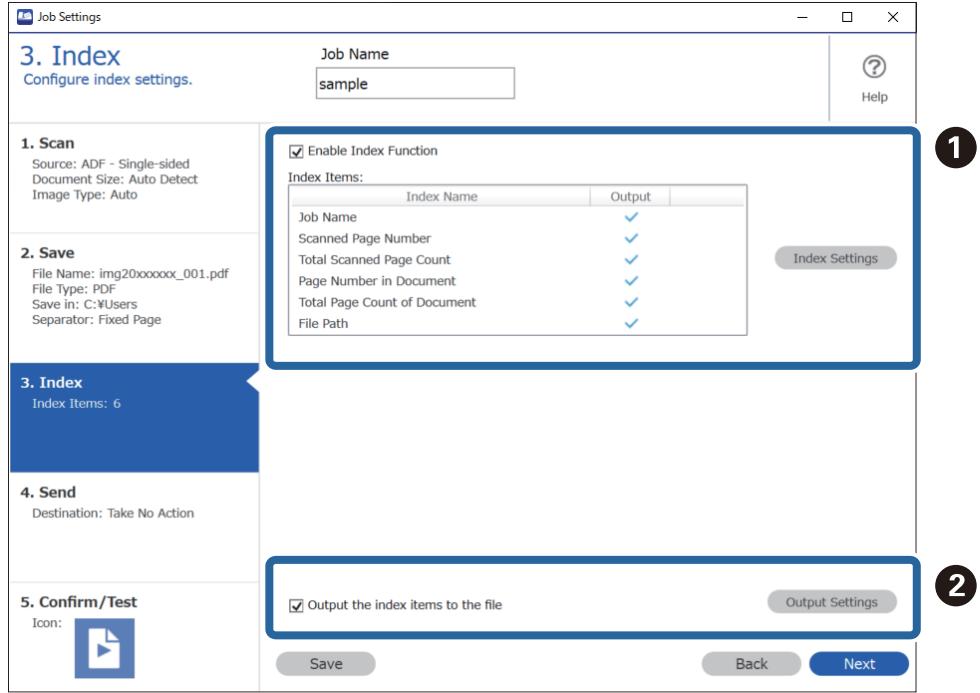 Job Settings
3. Index
Configure index settings.
Job Name
sample
Help
1. Scan
Source: ADF - Single-sided
Document Size: Auto Detect
Image Type: Auto
2. Save
File Name: img20xxxxxx_001.pdf
File Type: PDF
Save in: C:¥Users
Separator: Fixed Page
3. Index
Index Items: 6
4. Send
Destination: Take No Action
5. Confirm/Test
Icon:
Enable Index Function
Index Items:
Index Name Output
Job Name
Scanned Page Number
Total Scanned Page Count
Page Number in Document
Total Page Count of Document
File Path
Index Settings
1
Output the index items to the file
Output Settings
2
Save
Back
Next